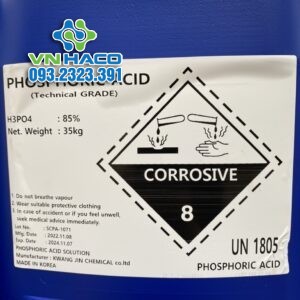 VN HACO
093.2323.391
PHOSPHORIC ACID
(Technical GRADE)
H3PO4 : 85%
Net. Weight : 35kg
CORROSIVE
8
1. Do not breathe vapour
2. Wear suitable protective clothing
3. In case of accident or if you feel unwell,
seek medical advice immediately.
Lot No. : SCPA-1071
Mfg. Date : 2022.11.08
Exp. Date : 2024.11.07
PHOSPHORIC ACID SOLUTION
Manufacturer : KWANG JIN CHEMICAL co.ltd
MADE IN KOREA
UN 1805
PHOSPHORIC ACID